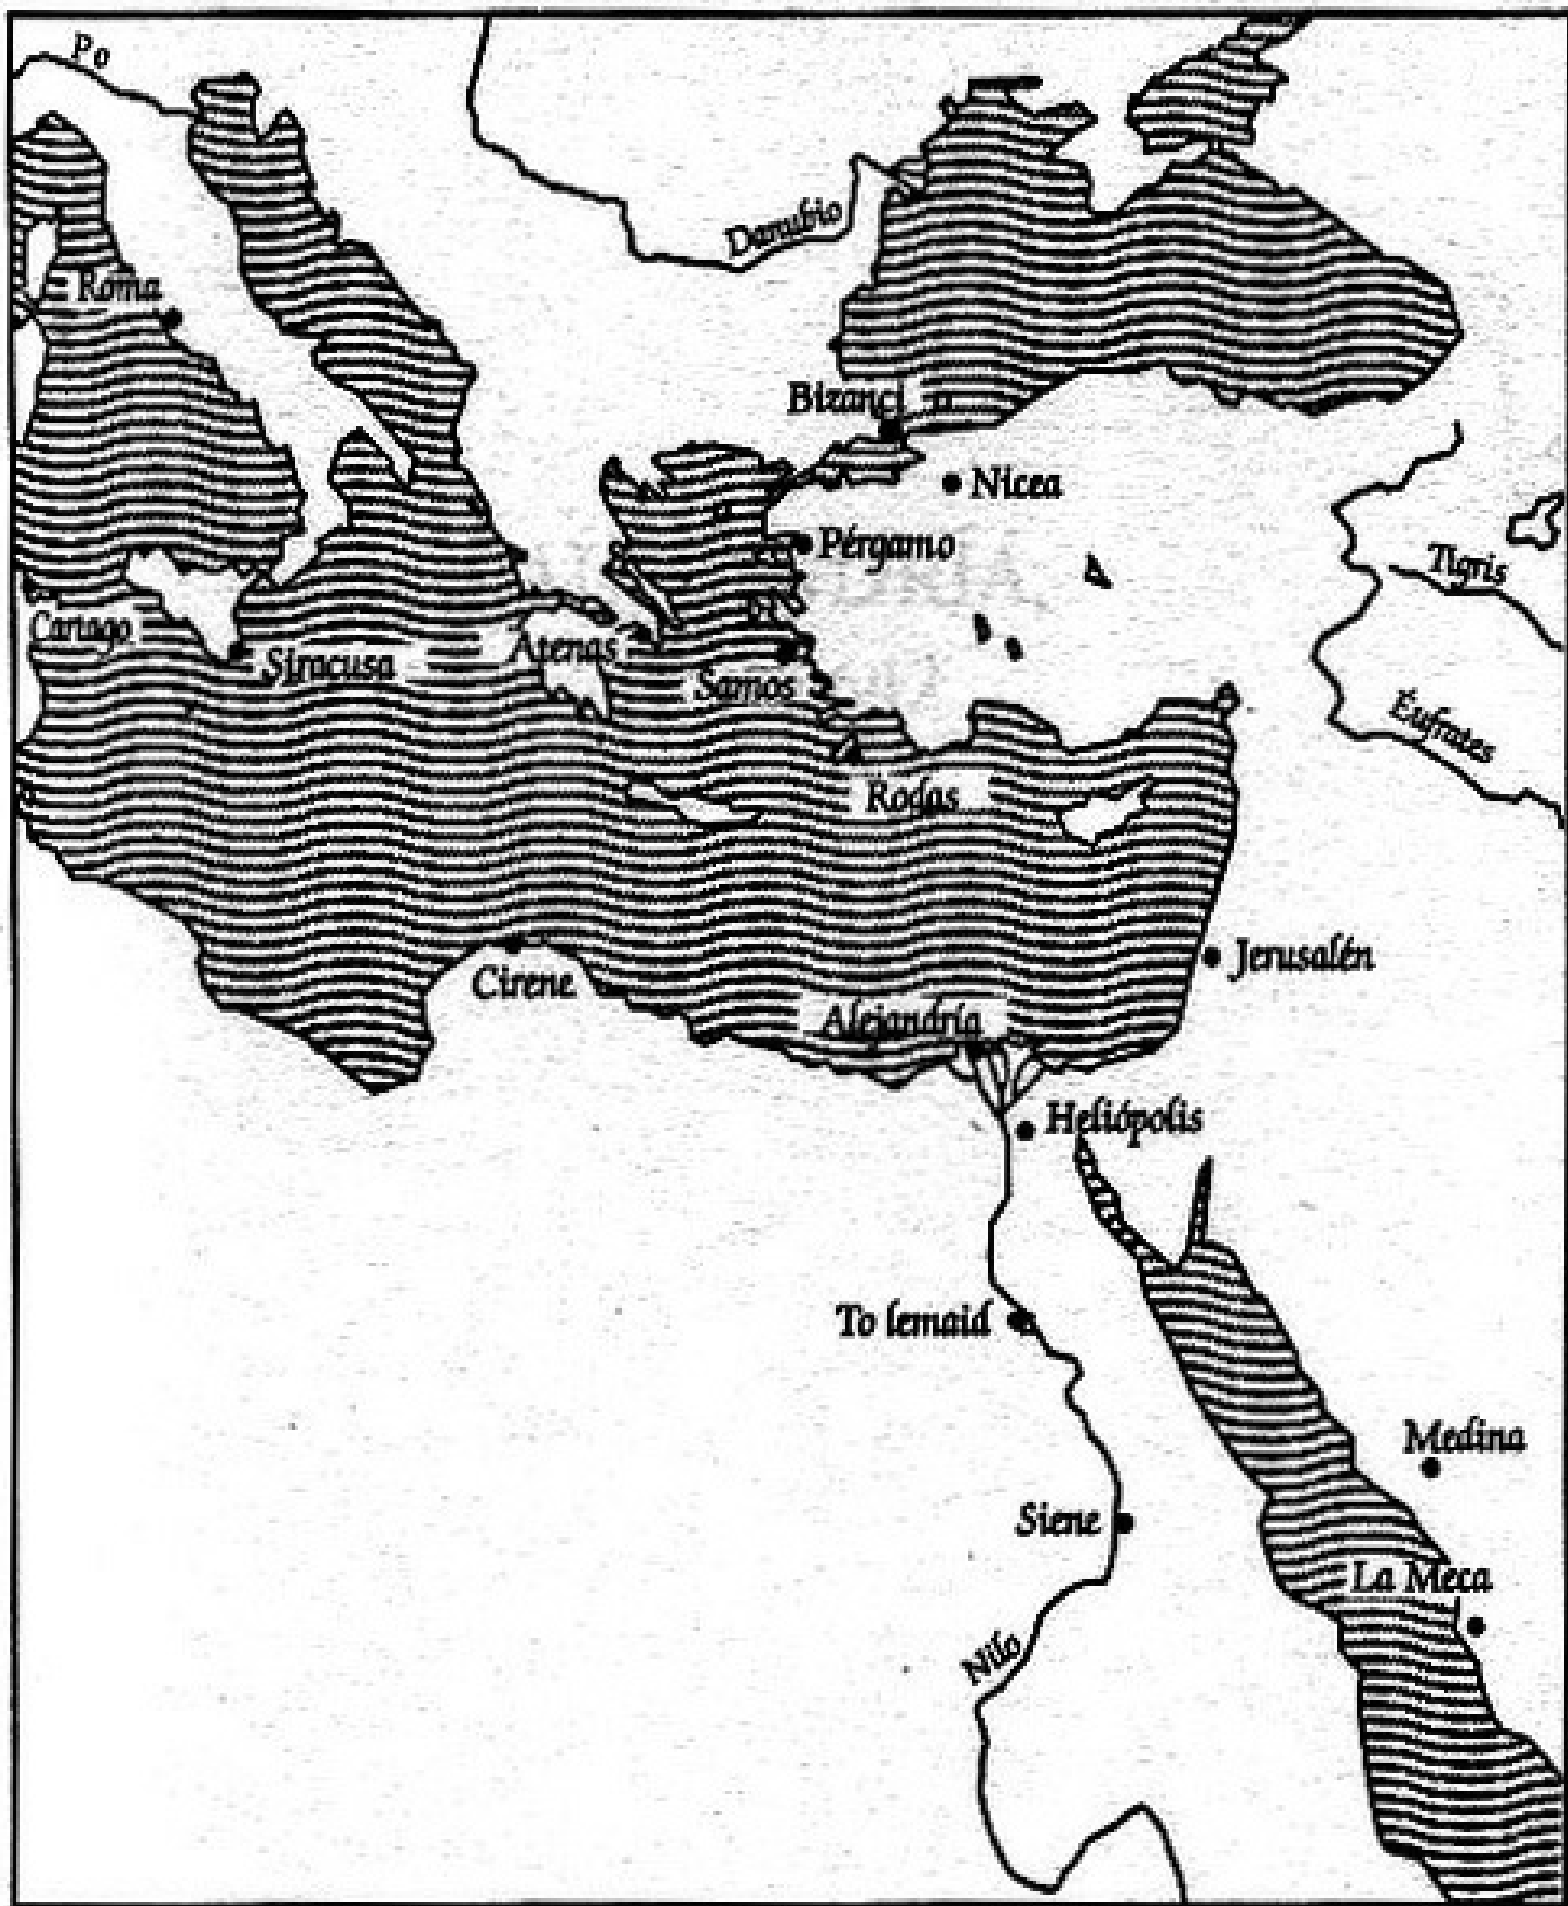 Po
Danubio
Roma
Bizanci o
Nicea
Pérgamo
Tigris
Cartago
Siracusa
Atenas
Samos
Éufrates
Rodas
Jerusalén
Cirene
Alejandría
Heliópolis
To lemaid
Medina
Siene
La Meca
Nilo